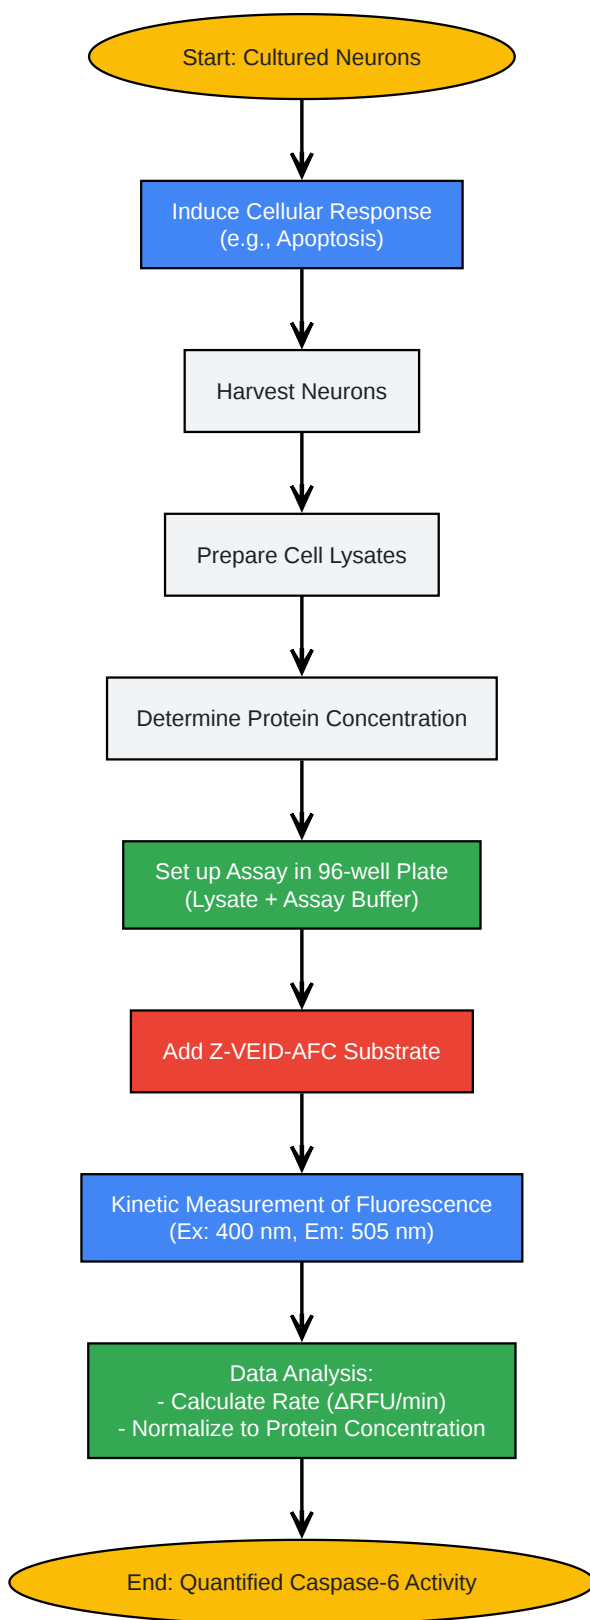 Start: Cultured Neurons
Induce Cellular Response
(e.g., Apoptosis)
Harvest Neurons
Prepare Cell Lysates
Determine Protein Concentration
Set up Assay in 96-well Plate
(Lysate + Assay Buffer)
Add Z-VEID-AFC Substrate
Kinetic Measurement of Fluorescence
(Ex: 400 nm, Em: 505 nm)
Data Analysis:
- Calculate Rate (ΔRFU/min)
- Normalize to Protein Concentration
End: Quantified Caspase-6 Activity